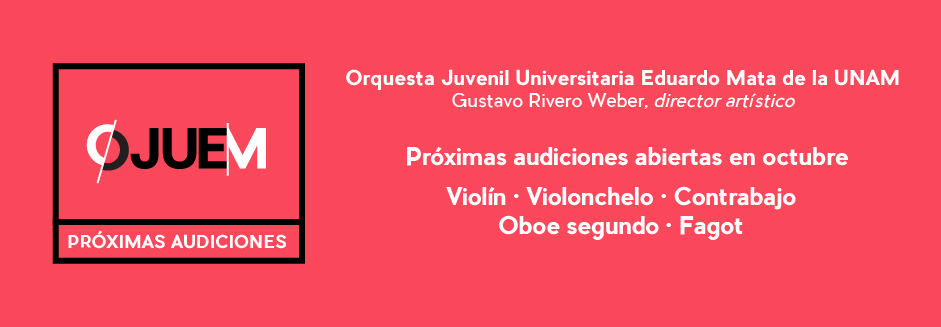 OJUEM
PRÓXIMAS AUDICIONES
Orquesta Juvenil Universitaria Eduardo Mata de la UNAM
Gustavo Rivero Weber, director artístico
Próximas audiciones abiertas en octubre
Violín · Violonchelo · Contrabajo
Oboe segundo · Fagot